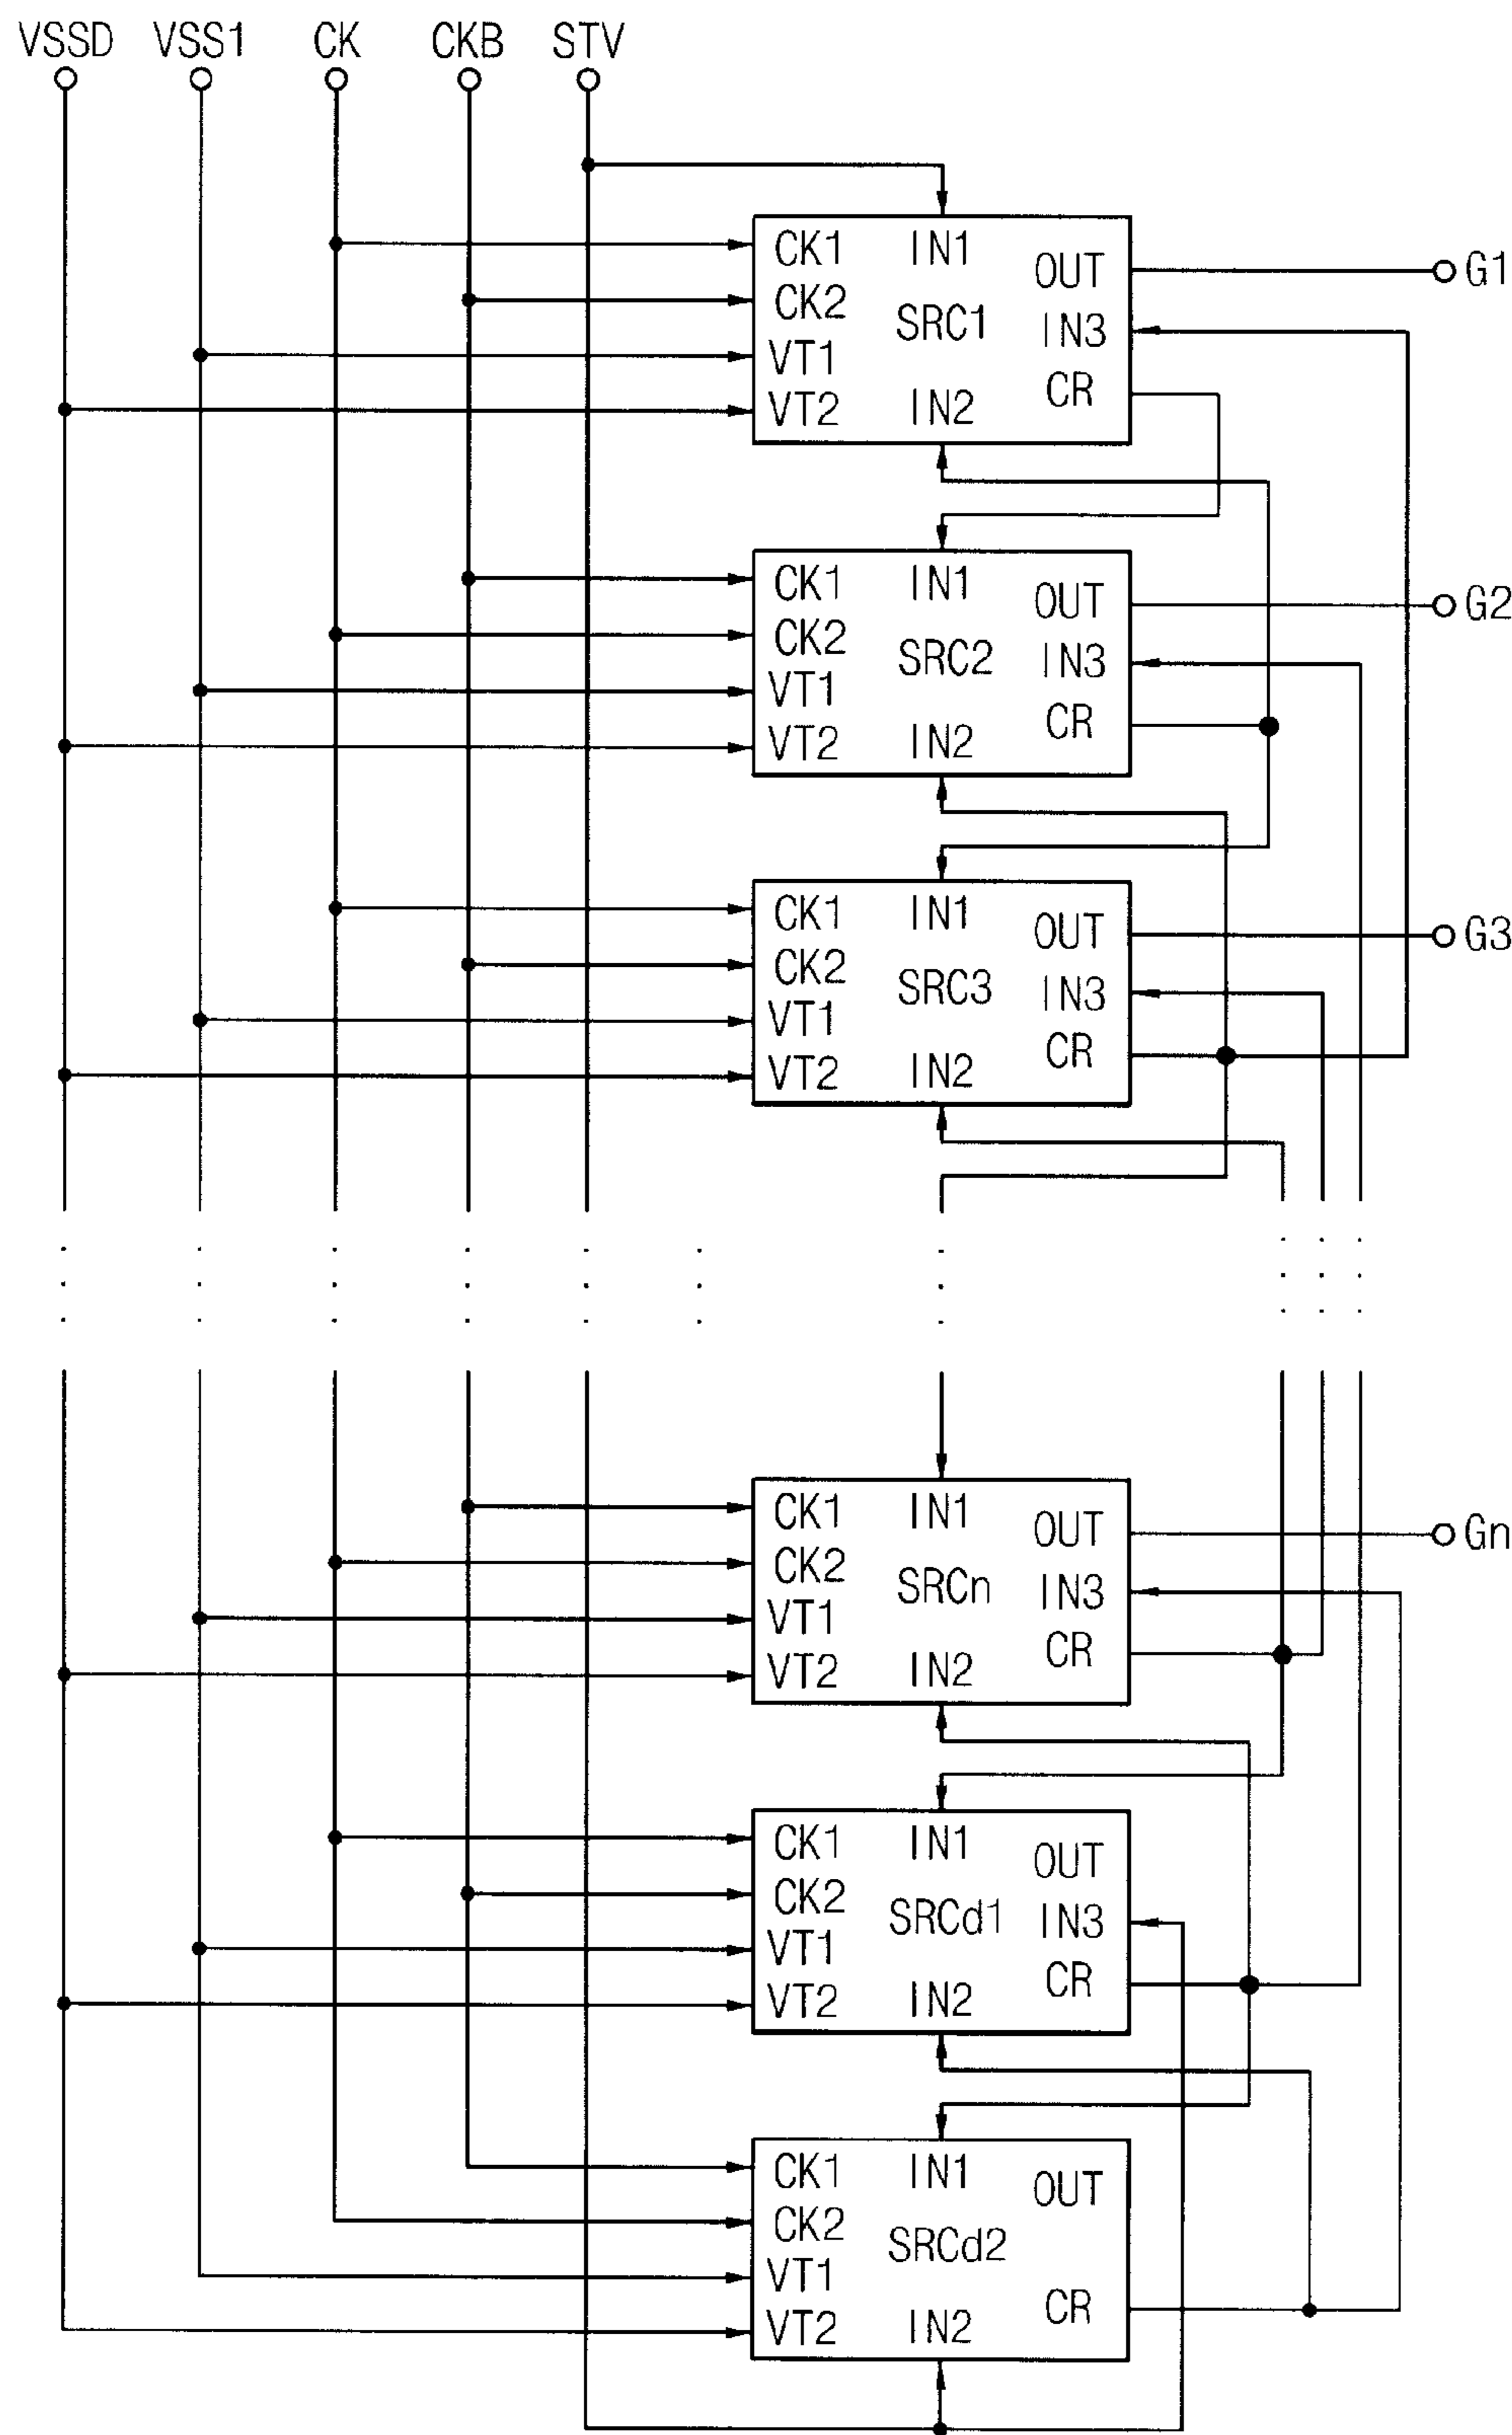 VSSD VSS1 CK CKB STV
CK1 IN1 OUT G1
CK2 SRC1 IN3
VT1 CR
VT2 IN2
CK1 IN1 OUT G2
CK2 SRC2 IN3
VT1 CR
VT2 IN2
CK1 IN1 OUT G3
CK2 SRC3 IN3
VT1 CR
VT2 IN2
CK1 IN1 OUT Gn
CK2 SRCn IN3
VT1 CR
VT2 IN2
CK1 IN1 OUT
CK2 SRCd1 IN3
VT1 CR
VT2 IN2
CK1 IN1 OUT
CK2 SRCd2
VT1 CR
VT2 IN2